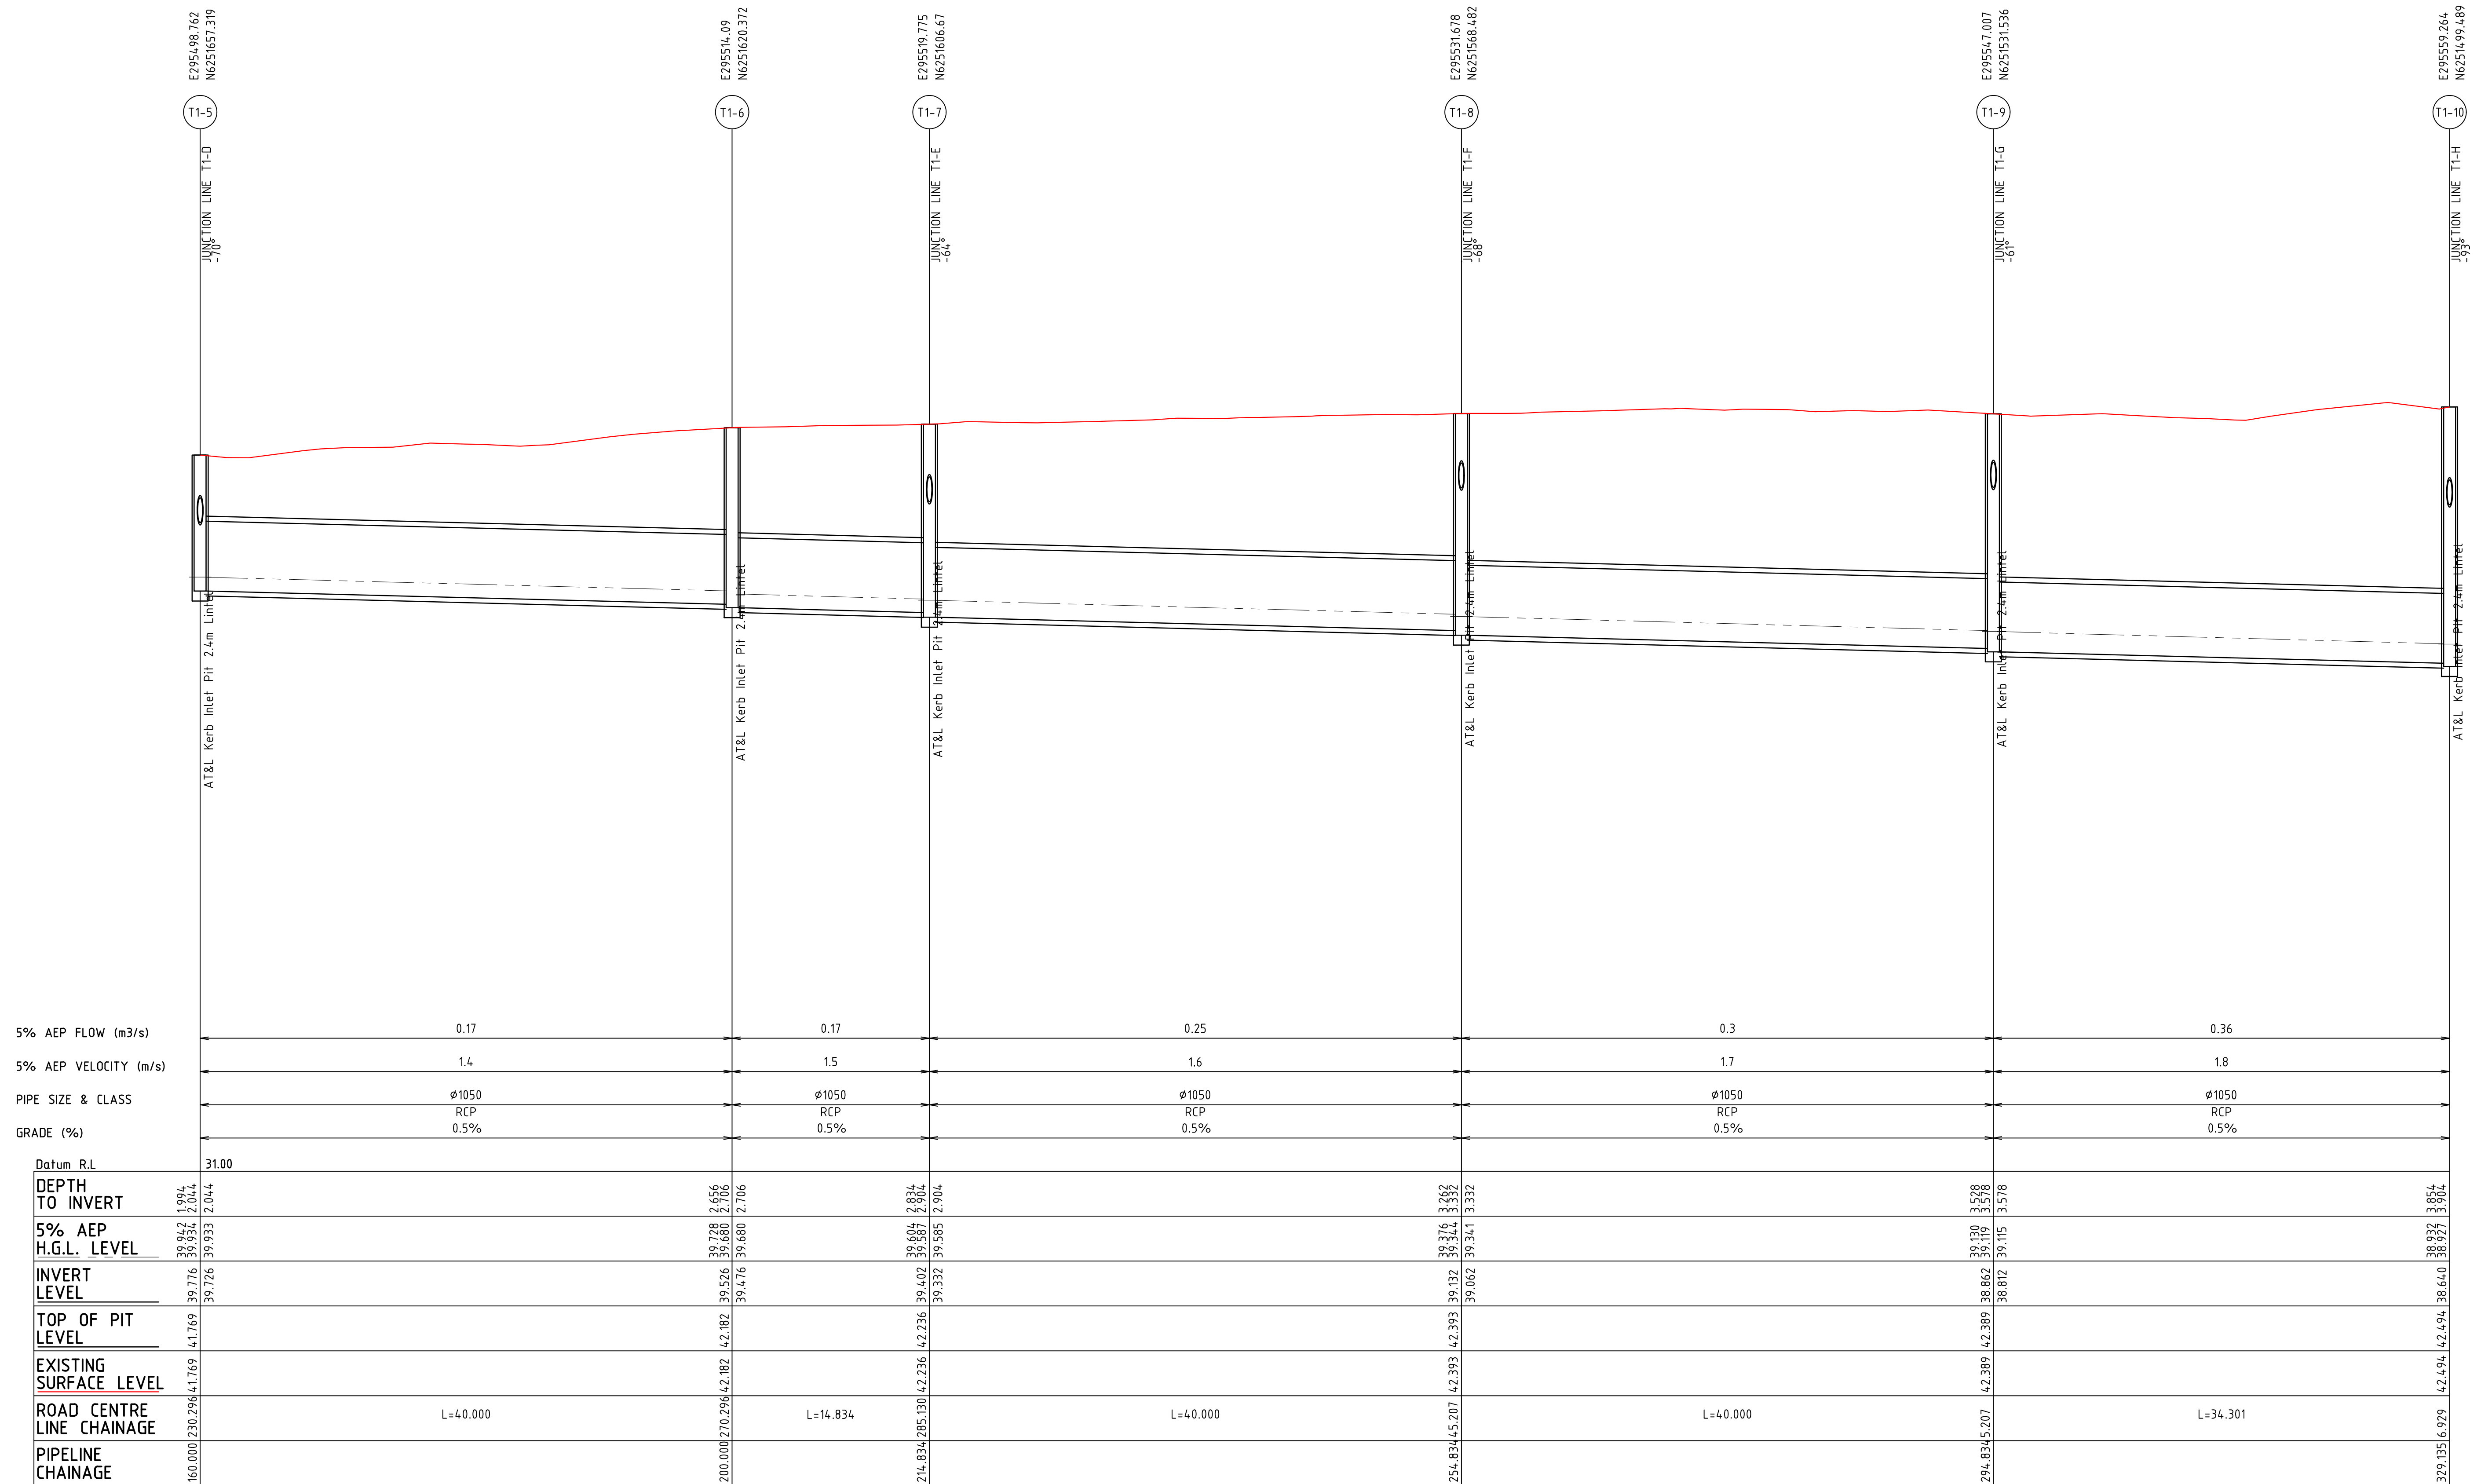 E295498.762
N6251657.319
E295514.09
N6251620.372
E295519.775
N6251606.67
E295531.678
N6251568.482
E295547.007
N6251531.536
E295559.264
N6251499.489
T1-5
T1-6
T1-7
T1-8
T1-9
T1-10
JUNCTION LINE T1-D
-70°
JUNCTION LINE T1-E
-64°
JUNCTION LINE T1-F
-68°
JUNCTION LINE T1-G
-61°
JUNCTION LINE T1-H
-93°
AT&L Kerb Inlet Pit 2.4m Lintel
AT&L Kerb Inlet Pit 2.4m Lintel
AT&L Kerb Inlet Pit 2.4m Lintel
AT&L Kerb Inlet Pit 2.4m Lintel
AT&L Kerb Inlet Pit 2.4m Lintel
AT&L Kerb Inlet Pit 2.4m Lintel
5% AEP FLOW (m3/s) 0.17 0.17 0.25 0.3 0.36
5% AEP VELOCITY (m/s) 1.4 1.5 1.6 1.7 1.8
PIPE SIZE & CLASS ø1050 ø1050 ø1050 ø1050 ø1050
RCP RCP RCP RCP RCP
GRADE (%) 0.5% 0.5% 0.5% 0.5% 0.5%
Datum R.L 31.00
DEPTH
TO INVERT
1.994 2.044 2.044 2.656 2.706 2.706 2.834 2.904 2.904 3.262 3.332 3.332 3.528 3.578 3.578 3.854 3.904
5% AEP
H.G.L. LEVEL
39.942 39.934 39.933 39.728 39.680 39.680 39.604 39.587 39.585 39.376 39.344 39.341 39.130 39.119 39.115 38.932 38.927
INVERT
LEVEL
39.776 39.726 39.526 39.476 39.402 39.332 39.132 39.062 38.862 38.812 38.640
TOP OF PIT
LEVEL
41.769 42.182 42.236 42.393 42.389 42.494
EXISTING
SURFACE LEVEL
41.769 42.182 42.236 42.393 42.389 42.494
ROAD CENTRE
LINE CHAINAGE
230.296 L=40.000 270.296 L=14.834 285.130 L=40.000 45.207 L=40.000 5.207 L=34.301 6.929
PIPELINE
CHAINAGE
160.000 200.000 214.834 254.834 294.834 329.135